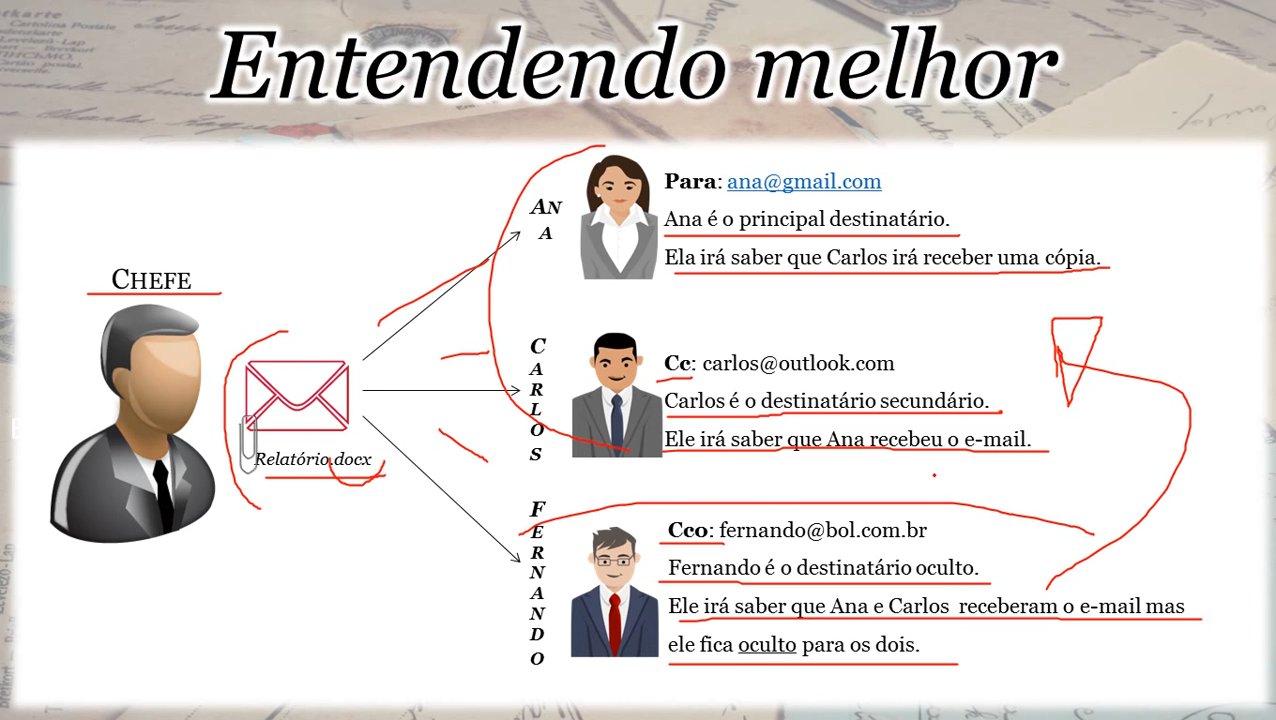 Entendendo melhor
CHEFE
Relatório.docx
ANA
Para: ana@gmail.com
Ana é o principal destinatário.
Ela irá saber que Carlos irá receber uma cópia.
CARLOS
Cc: carlos@outlook.com
Carlos é o destinatário secundário.
Ele irá saber que Ana recebeu o e-mail.
FERNANDO
Cco: fernando@bol.com.br
Fernando é o destinatário oculto.
Ele irá saber que Ana e Carlos receberam o e-mail mas
ele fica oculto para os dois.